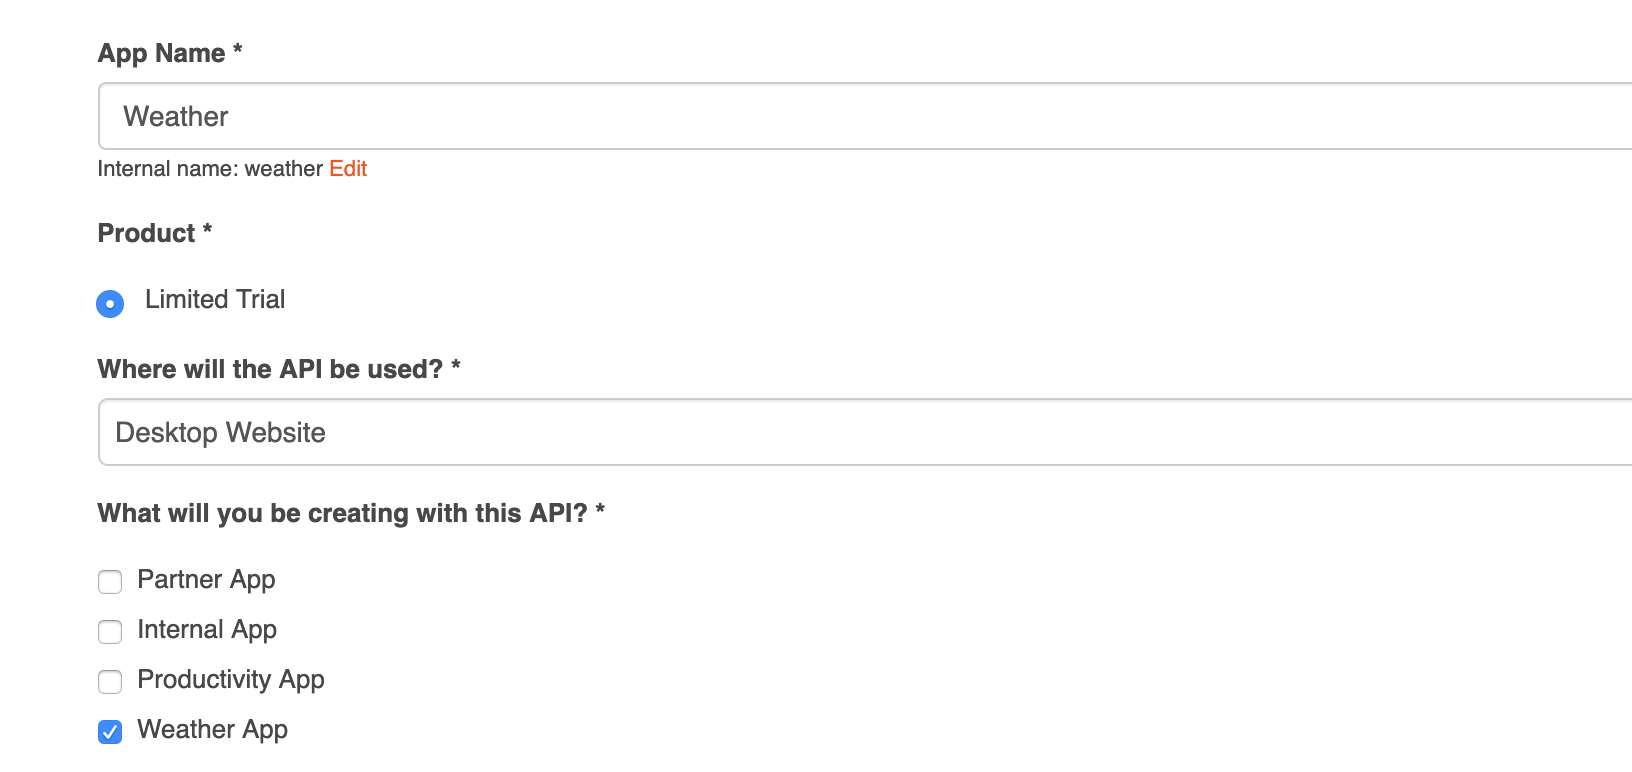 App Name *
Weather
Internal name: weather Edit
Product *
Limited Trial
Where will the API be used? *
Desktop Website
What will you be creating with this API? *
Partner App
Internal App
Productivity App
Weather App